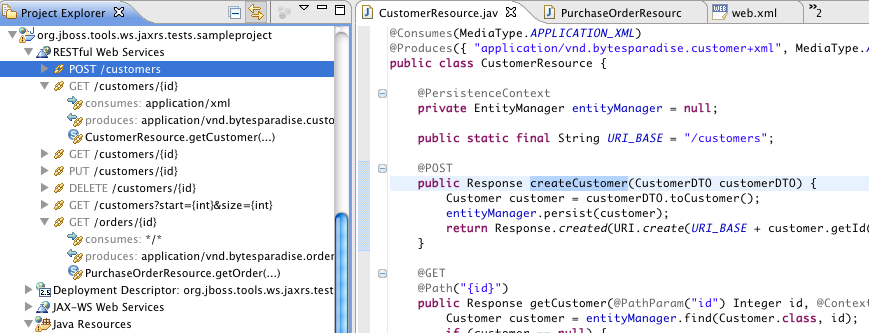 Project Explorer
org.jboss.tools.ws.jaxrs.tests.sampleproject
RESTful Web Services
POST /customers
GET /customers/{id}
consumes: application/xml
produces: application/vnd.bytesparadise.custo
CustomerResource.getCustomer(...)
GET /customers/{id}
PUT /customers/{id}
DELETE /customers/{id}
GET /customers?start={int}&size={int}
GET /orders/{id}
consumes: */*
produces: application/vnd.bytesparadise.order
PurchaseOrderResource.getOrder(...)
Deployment Descriptor: org.jboss.tools.ws.jaxrs.test
JAX-WS Web Services
Java Resources
CustomerResource.jav
PurchaseOrderResourc
web.xml
»2
@Consumes(MediaType.APPLICATION_XML)
@Produces({ "application/vnd.bytesparadise.customer+xml", MediaType.A
public class CustomerResource {
@PersistenceContext
private EntityManager entityManager = null;
public static final String URI_BASE = "/customers";
@POST
public Response createCustomer(CustomerDTO customerDTO) {
Customer customer = customerDTO.toCustomer();
entityManager.persist(customer);
return Response.created(URI.create(URI_BASE + customer.getId
}
@GET
@Path("{id}")
public Response getCustomer(@PathParam("id") Integer id, @Context
Customer customer = entityManager.find(Customer.class, id);
if (customer == null) {